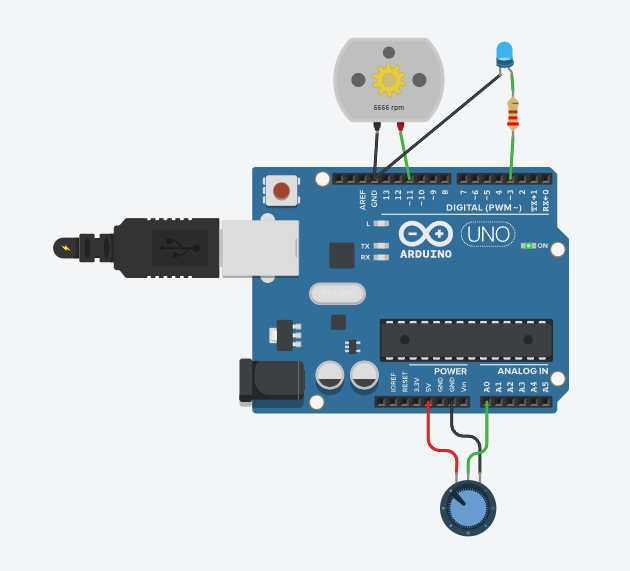 6666 rpm
AREF
GND
13
12
~11
~10
~9
8
7
~6
~5
4
~3
2
TX→1
RX←0
DIGITAL (PWM~)
L
TX
RX
ARDUINO
UNO
ON
IOREF
RESET
3.3V
5V
GND
GND
Vin
POWER
ANALOG IN
A0
A1
A2
A3
A4
A5